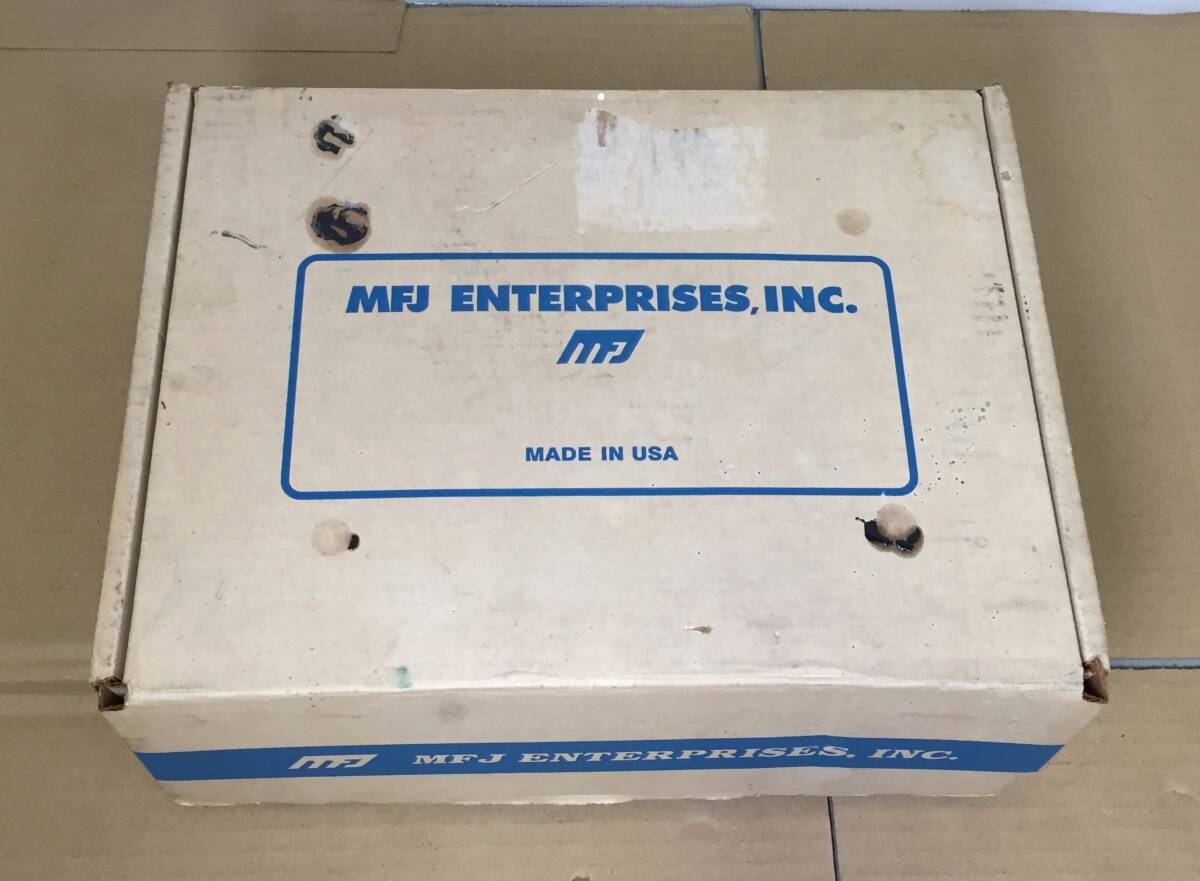 MFJ ENTERPRISES, INC.
MFJ
MADE IN USA
MFJ MFJ ENTERPRISES, INC.